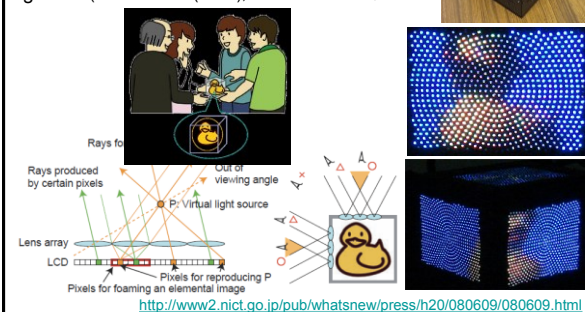 Rays fo
Rays produced
by certain pixels
Out of
viewing angle
P: Virtual light source
Lens array
LCD
Pixels for reproducing P
Pixels for foaming an elemental image
http://www2.nict.go.jp/pub/whatsnew/press/h20/080609/080609.html